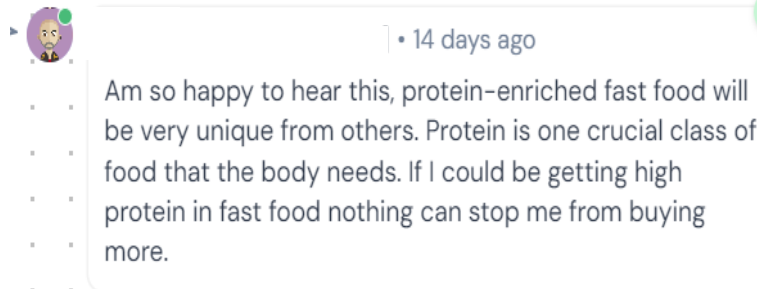 • 14 days ago
Am so happy to hear this, protein-enriched fast food will
be very unique from others. Protein is one crucial class of
food that the body needs. If I could be getting high
protein in fast food nothing can stop me from buying
more.